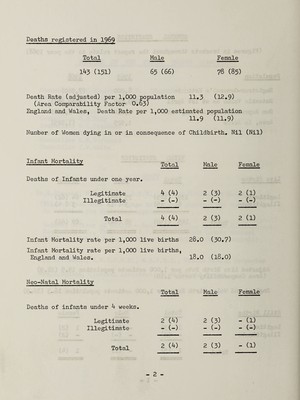 Deaths registered in 1969
Total Male Female
143 (151) 65 (66) 78 (85)
Death Rate (adjusted) per 1,000 population 11.3 (12.9)
(Area Comparability Factor 0.63)
England and Wales, Death Rate per 1,000 estimated population
11.9 (11.9)
Number of Women dying in or in consequence of Childbirth. Nil (Nil)
Infant Mortality
Total Male Female
Deaths of Infants under one year.
Legitimate 4 (4) 2 (3) 2 (1)
Illegitimate - (-) - (-) - (-)
Total 4 (4) 2 (3) 2 (1)
Infant Mortality rate per 1,000 live births 28.0 (30.7)
Infant Mortality rate per 1,000 live births,
England and Wales. 18.0 (18.0)
Neo-Natal Mortality
Total Male Female
Deaths of infants under 4 weeks.
Legitimate 2 (4) 2 (3) - (1)
Illegitimate - (-) - (-) - (-)
Total 2 (4) 2 (3) - (1)
- 2 -